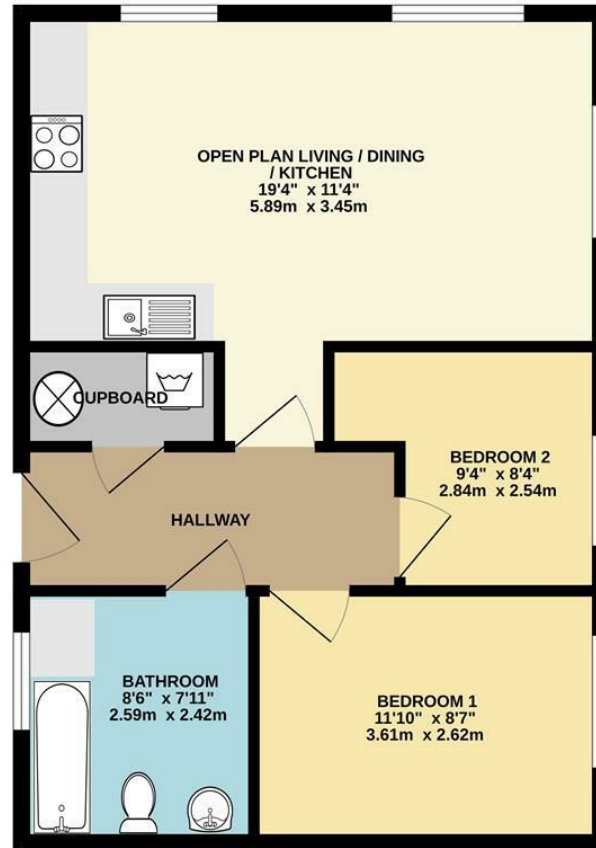 OPEN PLAN LIVING / DINING
/ KITCHEN
19'4" x 11'4"
5.89m x 3.45m
CUPBOARD
BEDROOM 2
9'4" x 8'4"
2.84m x 2.54m
HALLWAY
BATHROOM
8'6" x 7'11"
2.59m x 2.42m
BEDROOM 1
11'10" x 8'7"
3.61m x 2.62m